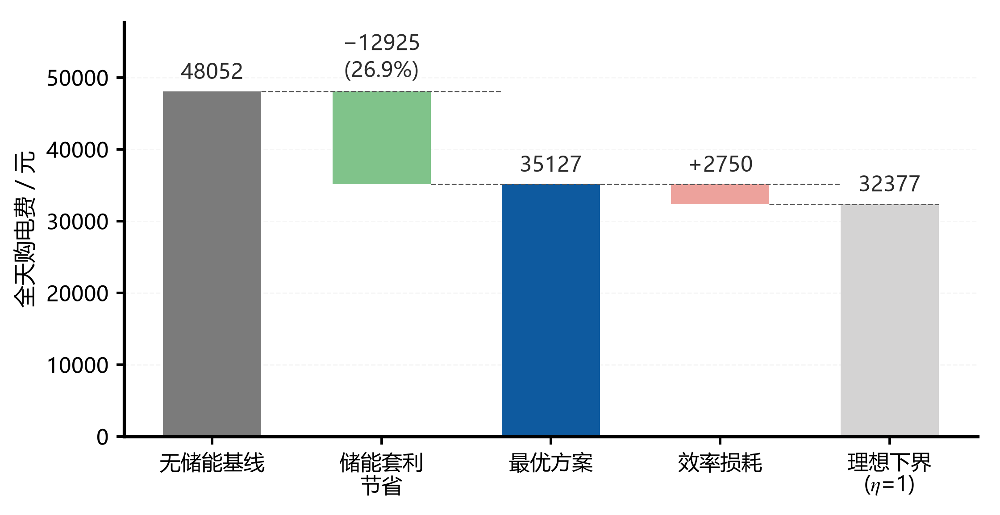 全天购电费 / 元
50000
40000
30000
20000
10000
0
48052
−12925
(26.9%)
35127
+2750
32377
无储能基线
储能套利
节省
最优方案
效率损耗
理想下界
(η=1)